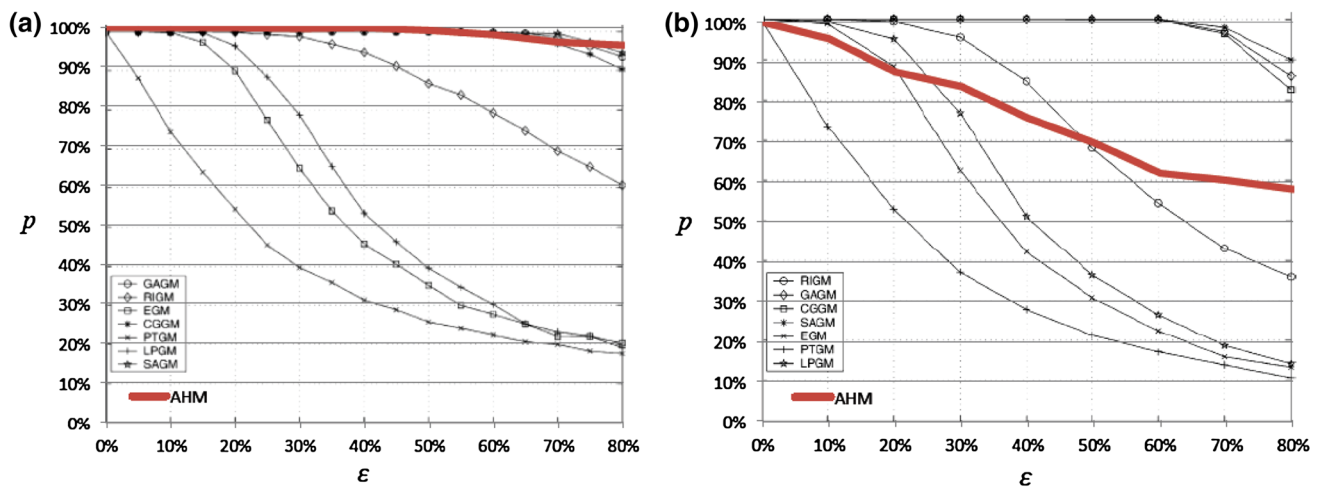 (a)
100%
90%
80%
70%
60%
50%
40%
30%
20%
10%
0%
p
GAGM
RIGM
EGM
CGGM
PTGM
LPGM
SAGM
AHM
0% 10% 20% 30% 40% 50% 60% 70% 80%
ε
(b)
100%
90%
80%
70%
60%
50%
40%
30%
20%
10%
0%
p
RIGM
GAGM
CGGM
SAGM
EGM
PTGM
LPGM
AHM
0% 10% 20% 30% 40% 50% 60% 70% 80%
ε